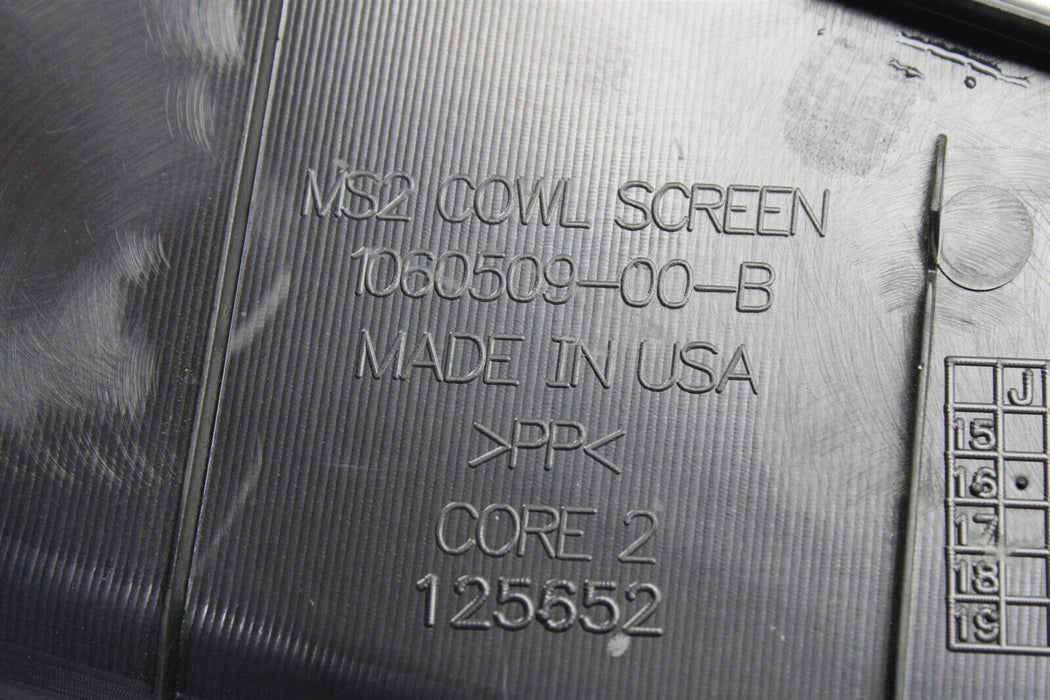 MS2 COWL SCREEN
1060509-00-B
MADE IN USA
>PP<
CORE 2
125652
J
15
16
17
18
19